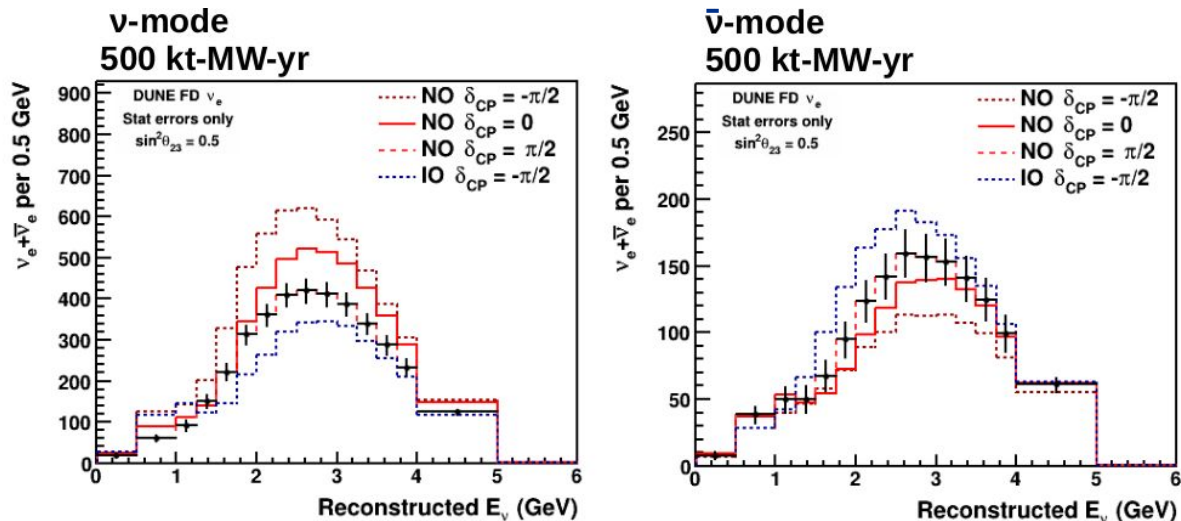 ν-mode
500 kt-MW-yr
DUNE FD νe
Stat errors only
sin²θ23 = 0.5
NO δCP = -π/2
NO δCP = 0
NO δCP = π/2
IO δCP = -π/2
νe+ν̅e per 0.5 GeV
900
800
700
600
500
400
300
200
100
0
0 1 2 3 4 5 6
Reconstructed Eν (GeV)
ν̅-mode
500 kt-MW-yr
DUNE FD νe
Stat errors only
sin²θ23 = 0.5
NO δCP = -π/2
NO δCP = 0
NO δCP = π/2
IO δCP = -π/2
νe+ν̅e per 0.5 GeV
250
200
150
100
50
0
0 1 2 3 4 5 6
Reconstructed Eν (GeV)